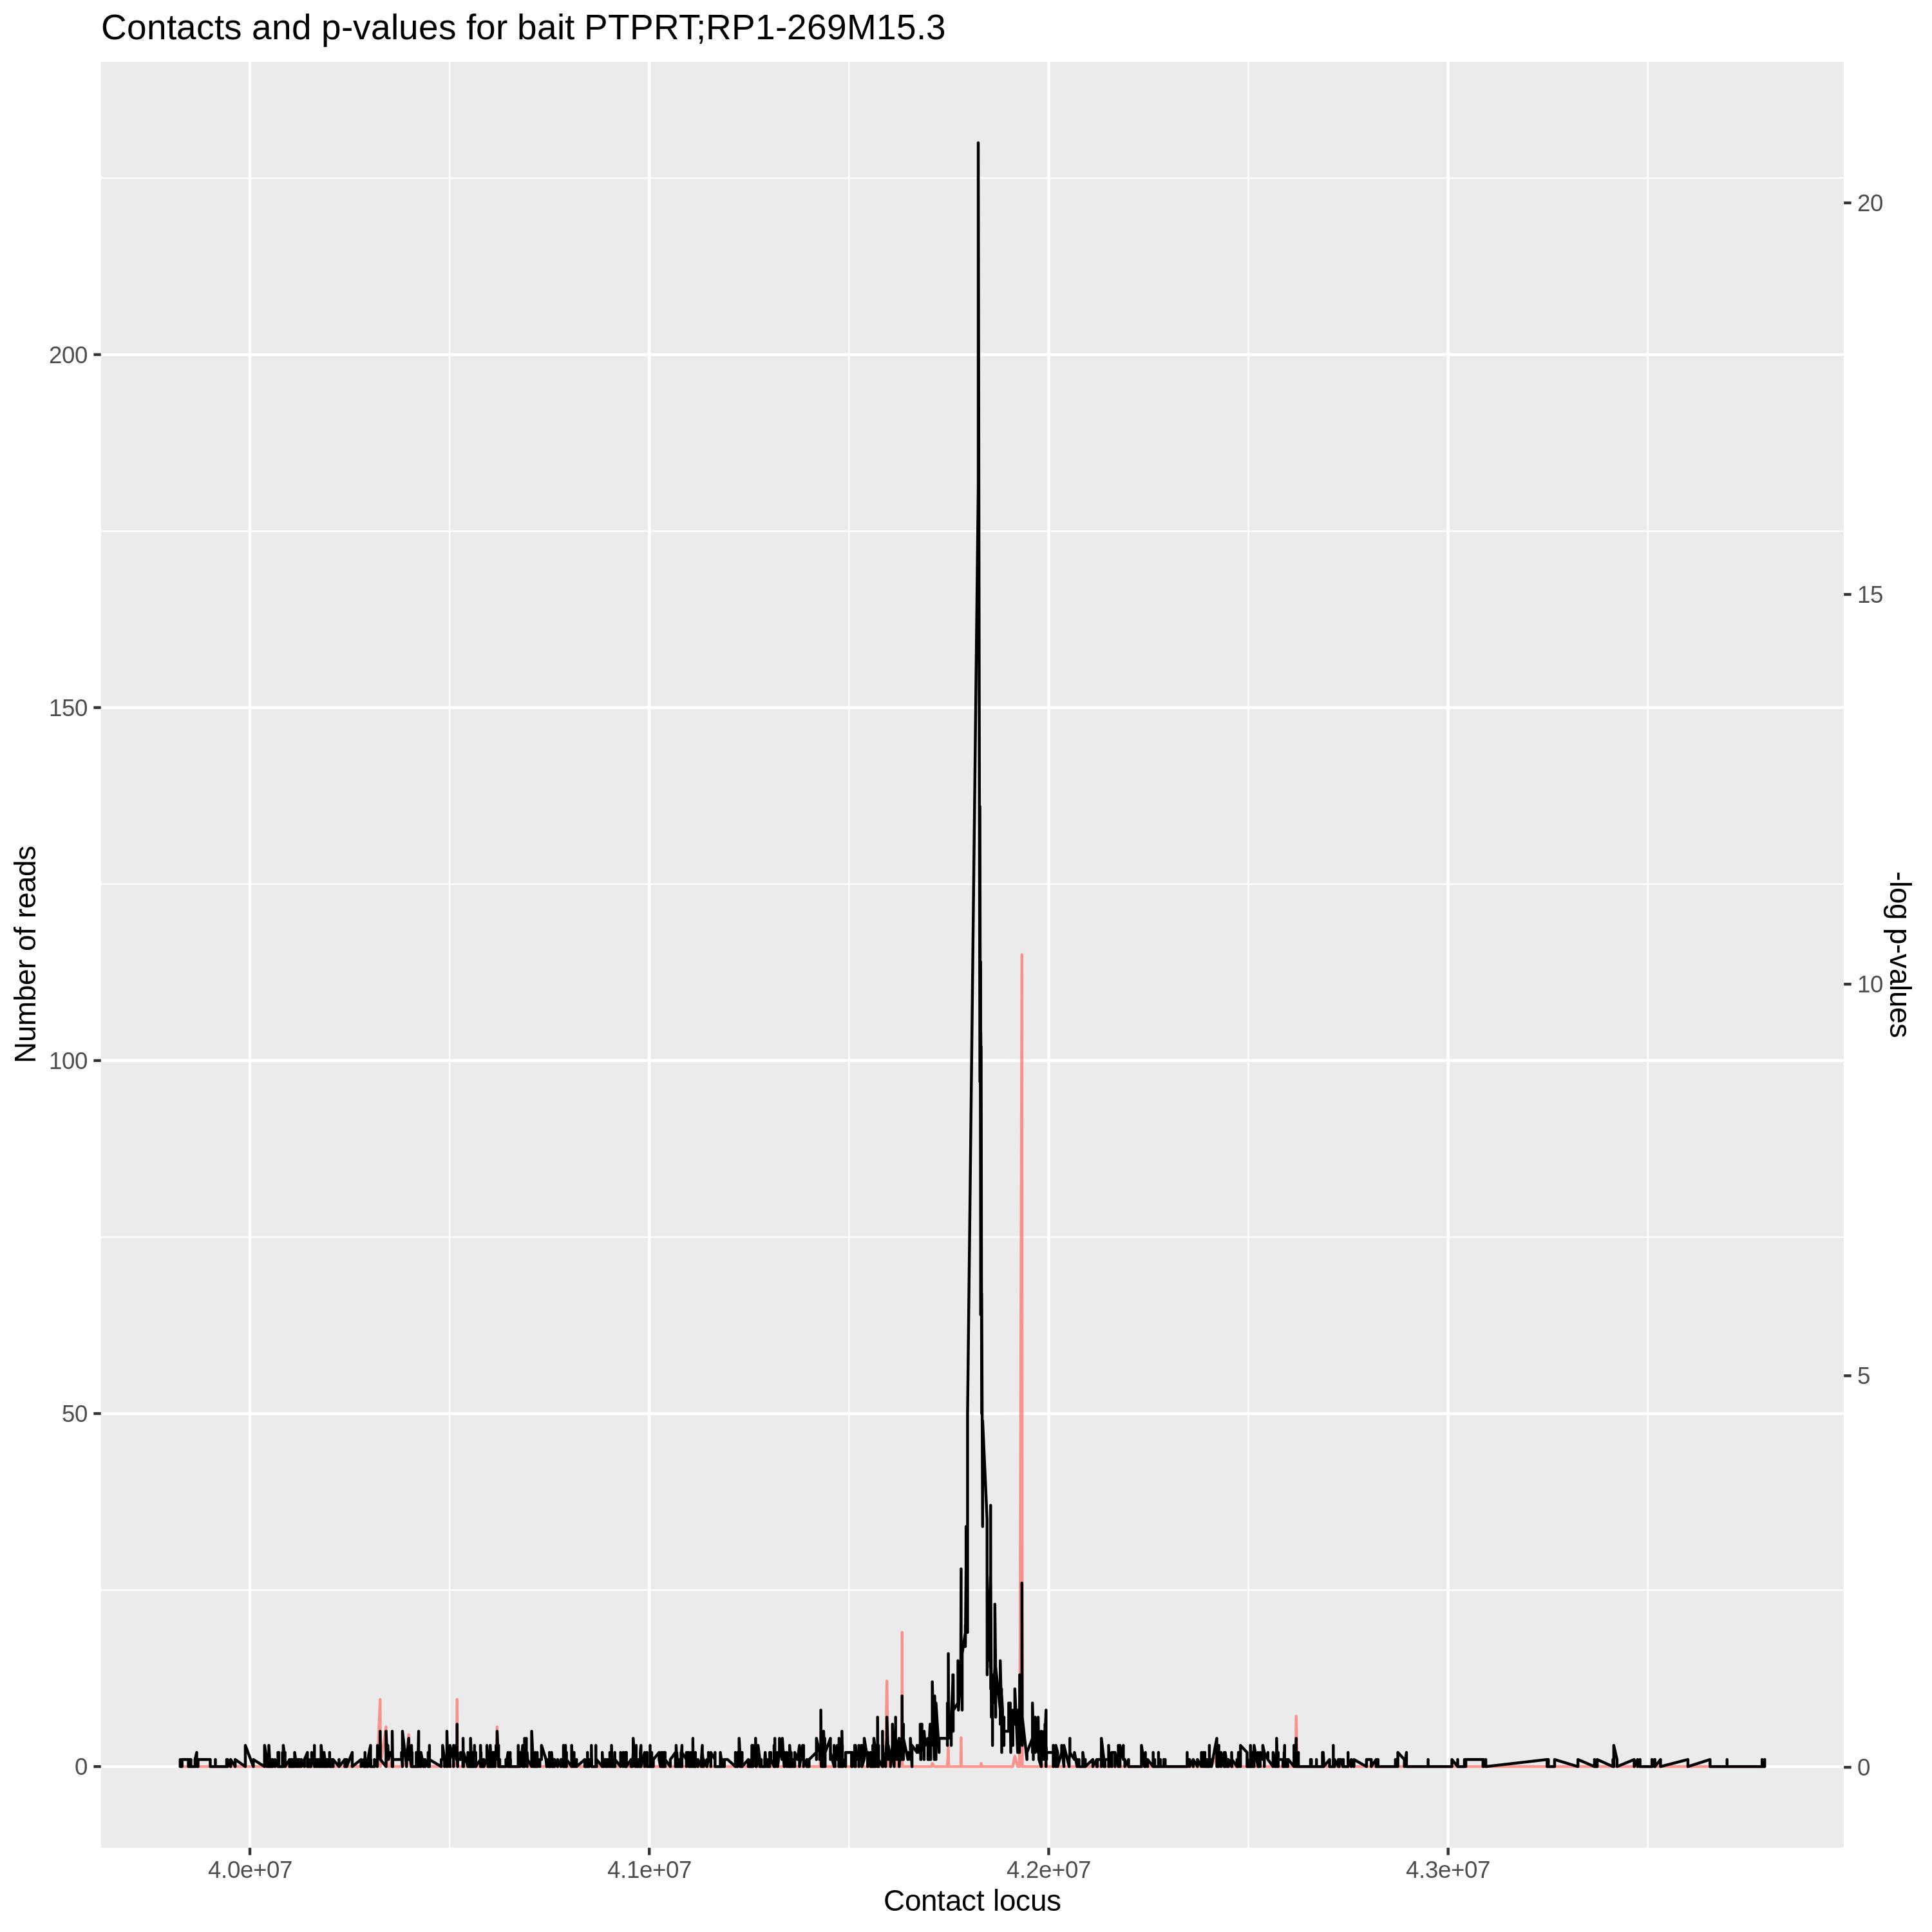 Contacts and p-values for bait PTPRT;RP1-269M15.3
Number of reads
200
150
100
50
0
20
15
10
5
0
-log p-values
4.0e+07
4.1e+07
4.2e+07
4.3e+07
Contact locus